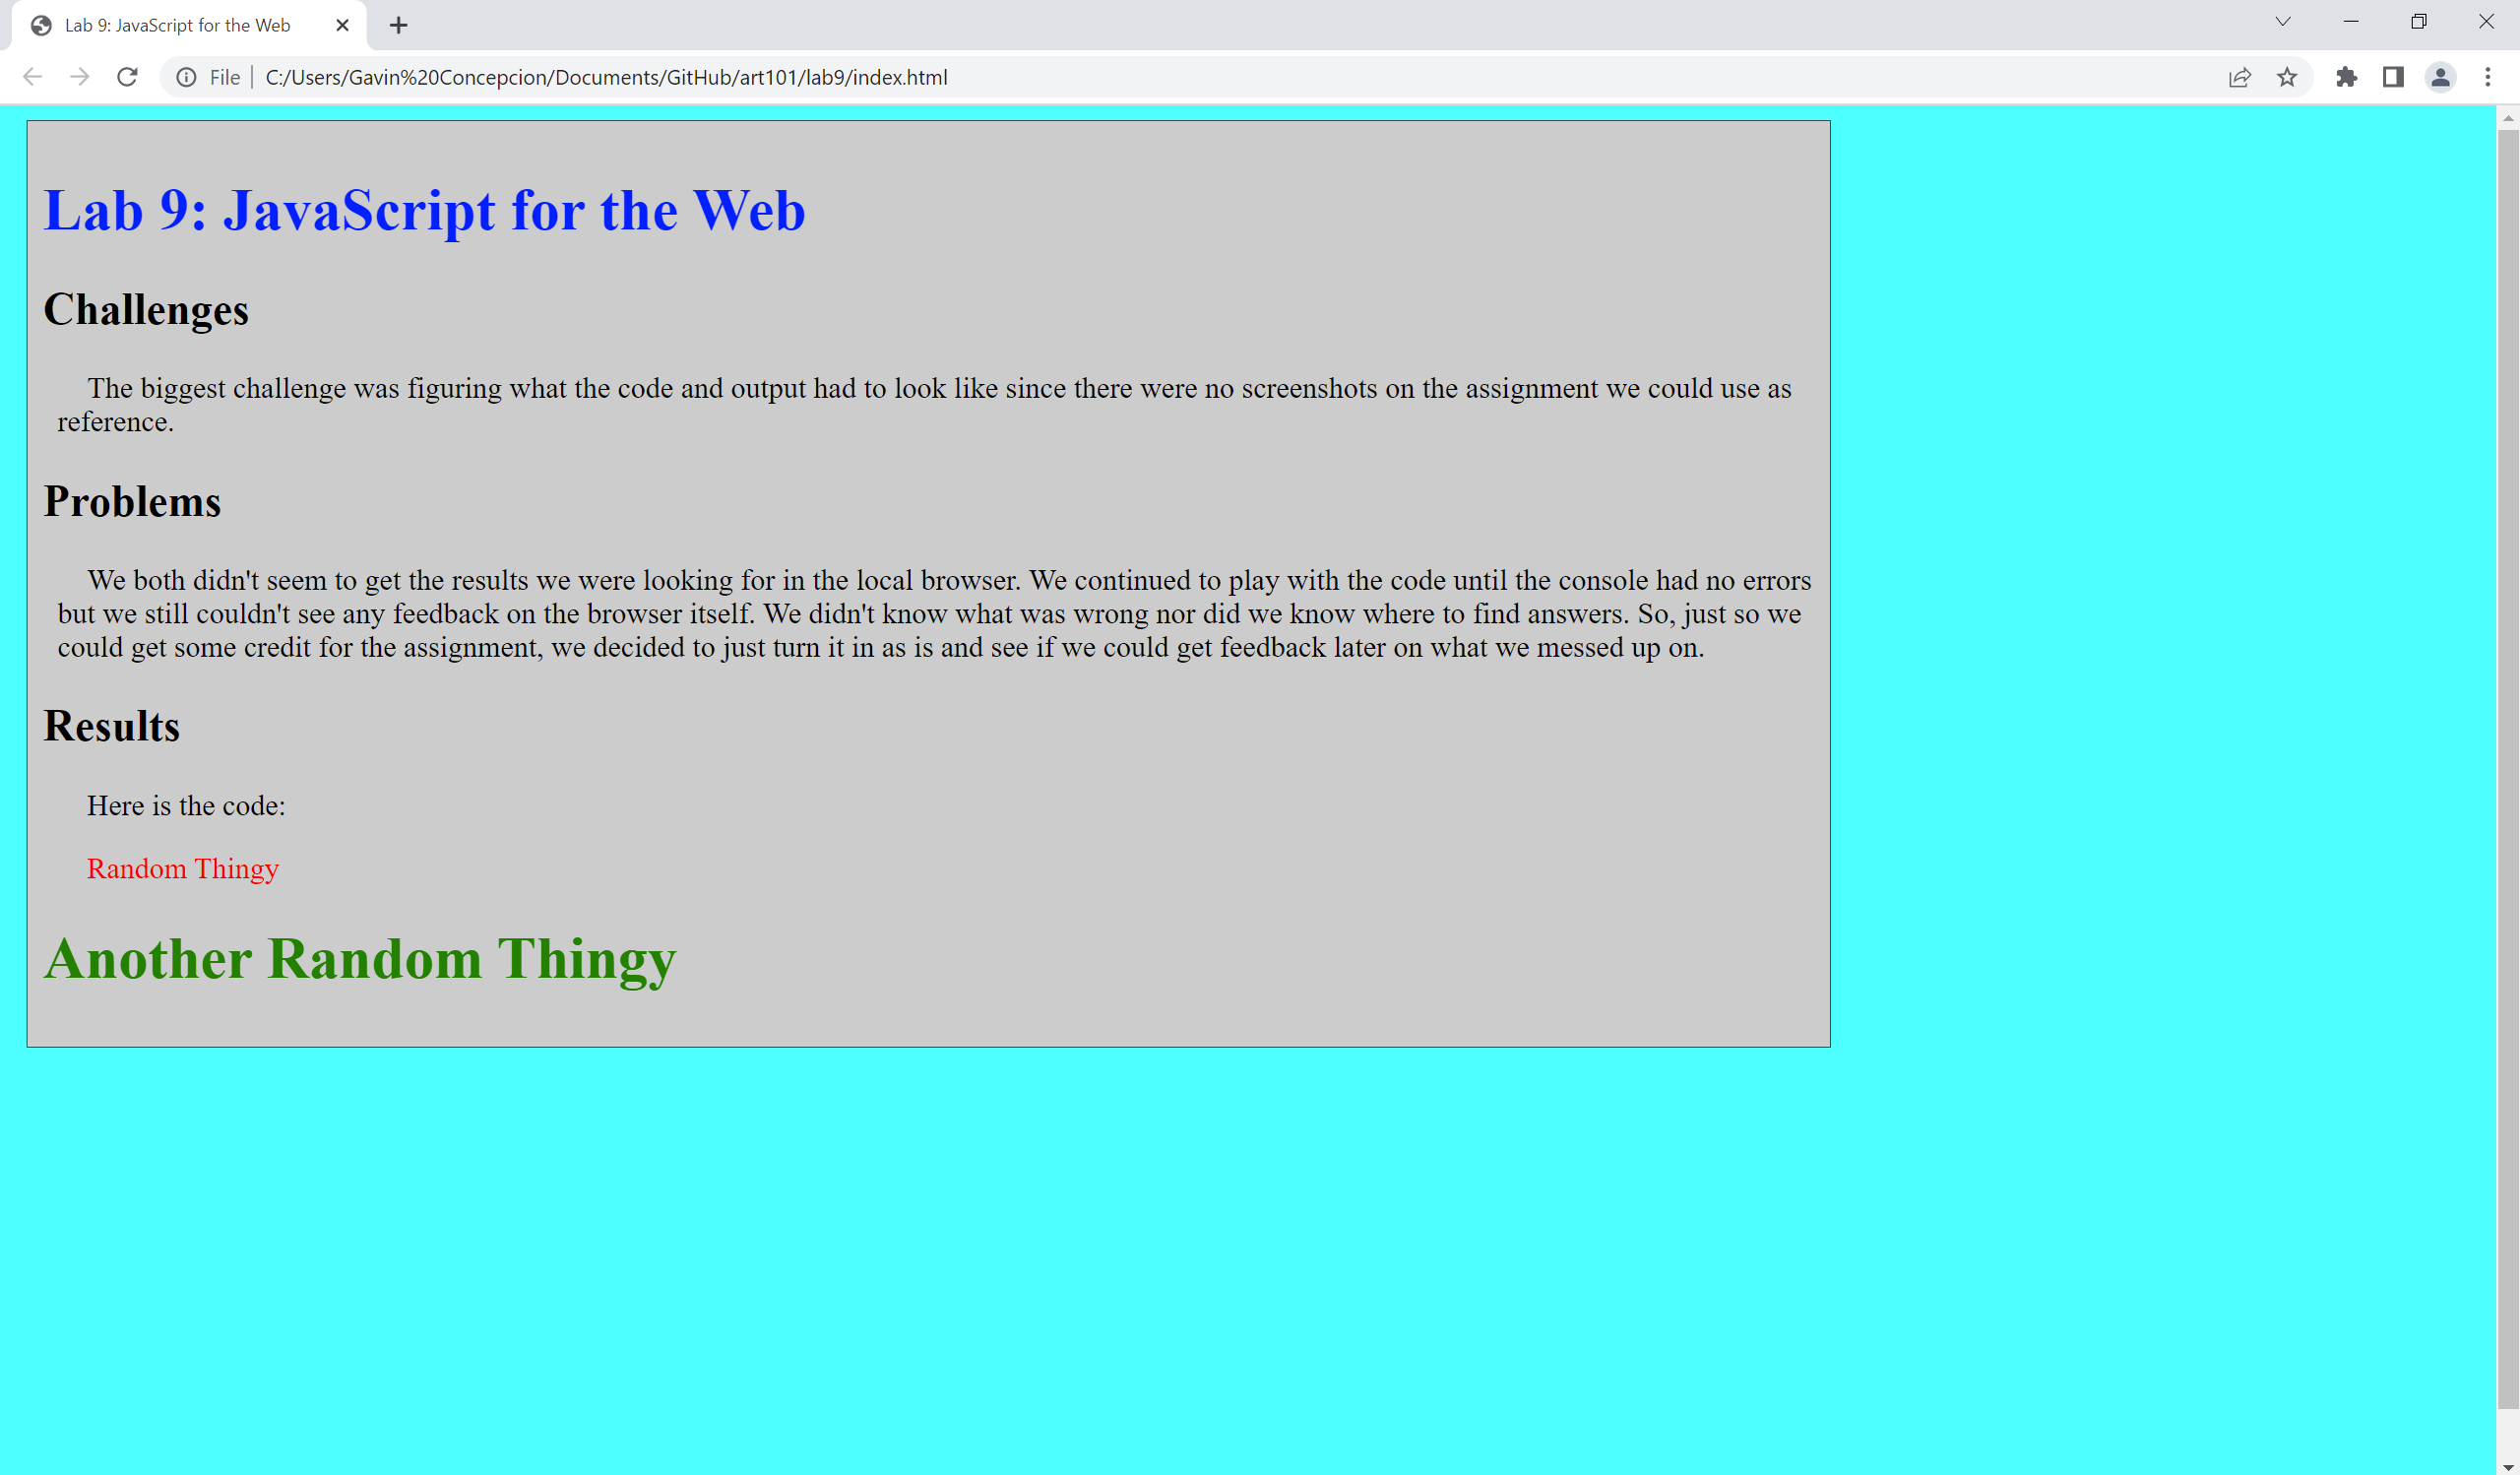 Lab 9: JavaScript for the Web
File
C:/Users/Gavin%20Concepcion/Documents/GitHub/art101/lab9/index.html
Lab 9: JavaScript for the Web
Challenges
The biggest challenge was figuring what the code and output had to look like since there were no screenshots on the assignment we could use as
reference.
Problems
We both didn't seem to get the results we were looking for in the local browser. We continued to play with the code until the console had no errors
but we still couldn't see any feedback on the browser itself. We didn't know what was wrong nor did we know where to find answers. So, just so we
could get some credit for the assignment, we decided to just turn it in as is and see if we could get feedback later on what we messed up on.
Results
Here is the code:
Random Thingy
Another Random Thingy